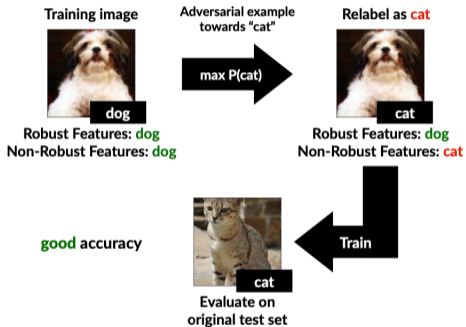 Training image
Adversarial example
towards "cat"
Relabel as cat
dog
max P(cat)
cat
Robust Features: dog
Non-Robust Features: dog
Robust Features: dog
Non-Robust Features: cat
good accuracy
Train
cat
Evaluate on
original test set